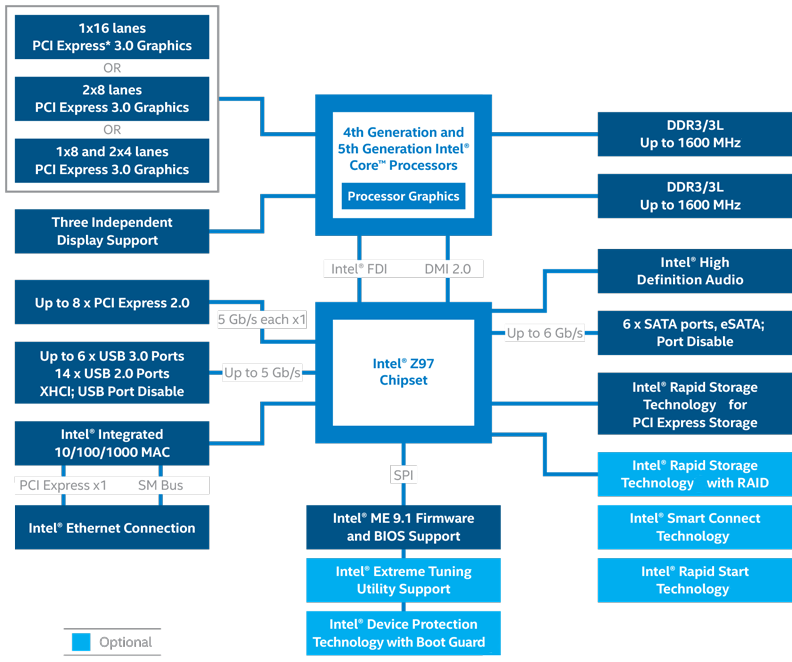 1x16 lanes
PCI Express* 3.0 Graphics
OR
2x8 lanes
PCI Express 3.0 Graphics
OR
1x8 and 2x4 lanes
PCI Express 3.0 Graphics
Three Independent
Display Support
4th Generation and
5th Generation Intel®
Core™ Processors
Processor Graphics
DDR3/3L
Up to 1600 MHz
DDR3/3L
Up to 1600 MHz
Intel® FDI
DMI 2.0
Up to 8 x PCI Express 2.0
5 Gb/s each x1
Up to 6 x USB 3.0 Ports
14 x USB 2.0 Ports
XHCI; USB Port Disable
Up to 5 Gb/s
Intel® Integrated
10/100/1000 MAC
PCI Express x1
SM Bus
Intel® Ethernet Connection
Intel® Z97
Chipset
Intel® High
Definition Audio
Up to 6 Gb/s
6 x SATA ports, eSATA;
Port Disable
Intel® Rapid Storage
Technology for
PCI Express Storage
Intel® Rapid Storage
Technology with RAID
Intel® Smart Connect
Technology
Intel® Rapid Start
Technology
SPI
Intel® ME 9.1 Firmware
and BIOS Support
Intel® Extreme Tuning
Utility Support
Intel® Device Protection
Technology with Boot Guard
Optional